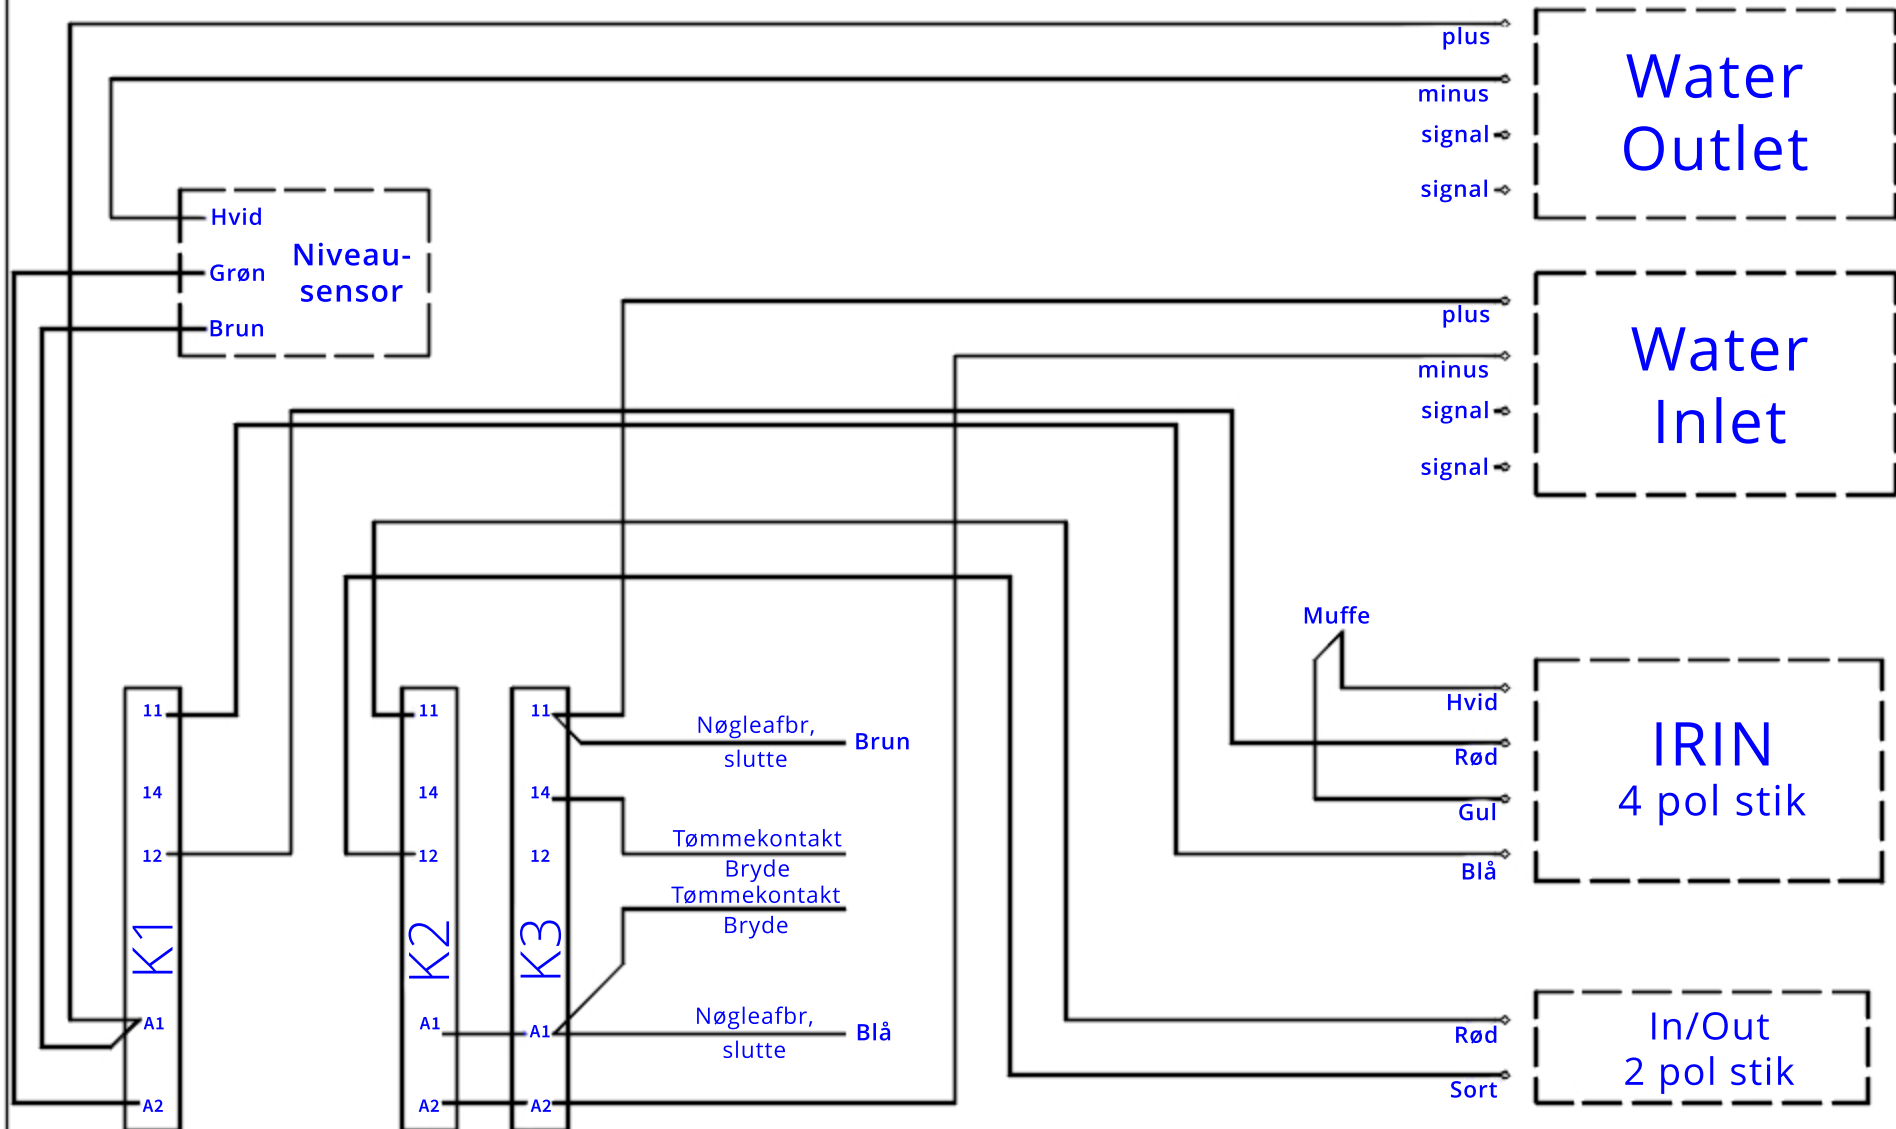 plus
minus
signal
signal
Water
Outlet
Hvid
Grøn
Brun
Niveau-
sensor
plus
minus
signal
signal
Water
Inlet
Muffe
Hvid
Rød
Gul
Blå
IRIN
4 pol stik
11
14
12
K1
A1
A2
11
14
12
K2
A1
A2
11
14
12
K3
A1
A2
Nøgleafbr,
slutte
Brun
Tømmekontakt
Bryde
Tømmekontakt
Bryde
Nøgleafbr,
slutte
Blå
Rød
Sort
In/Out
2 pol stik